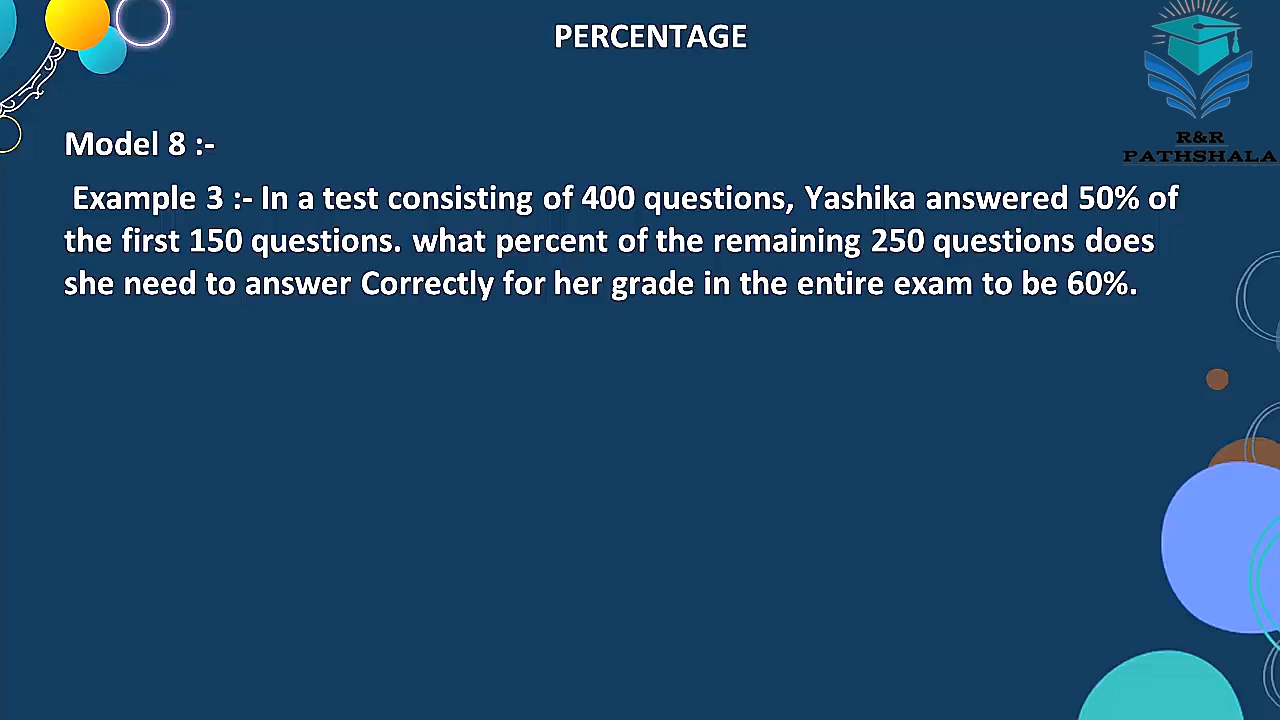 PERCENTAGE
R&R
PATHSHALA
Model 8 :-
Example 3 :- In a test consisting of 400 questions, Yashika answered 50% of
the first 150 questions. what percent of the remaining 250 questions does
she need to answer Correctly for her grade in the entire exam to be 60%.